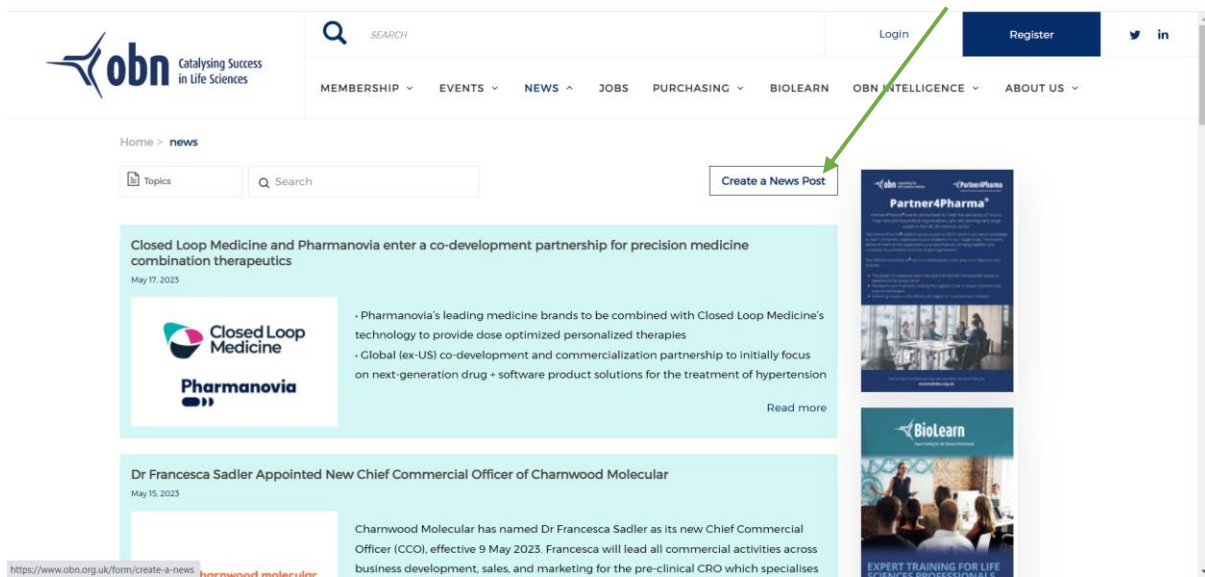 obn Catalysing Success
in Life Sciences
SEARCH
Login
Register
in
MEMBERSHIP
EVENTS
NEWS
JOBS
PURCHASING
BIOLEARN
OBN INTELLIGENCE
ABOUT US
Home > news
Topics
Search
Create a News Post
Closed Loop Medicine and Pharmanovia enter a co-development partnership for precision medicine
combination therapeutics
May 17, 2023
Closed Loop
Medicine
Pharmanovia
• Pharmanovia's leading medicine brands to be combined with Closed Loop Medicine's
technology to provide dose optimized personalized therapies
• Global (ex-US) co-development and commercialization partnership to initially focus
on next-generation drug + software product solutions for the treatment of hypertension
Read more
Dr Francesca Sadler Appointed New Chief Commercial Officer of Charnwood Molecular
May 15, 2023
Charnwood Molecular has named Dr Francesca Sadler as its new Chief Commercial
Officer (CCO), effective 9 May 2023. Francesca will lead all commercial activities across
business development, sales, and marketing for the pre-clinical CRO which specialises
harnwood molecular
https://www.obn.org.uk/form/create-a-news
obn
Partner4Pharma
Partner4Pharma®
BioLearn
EXPERT TRAINING FOR LIFE
SCIENCES PROFESSIONALS